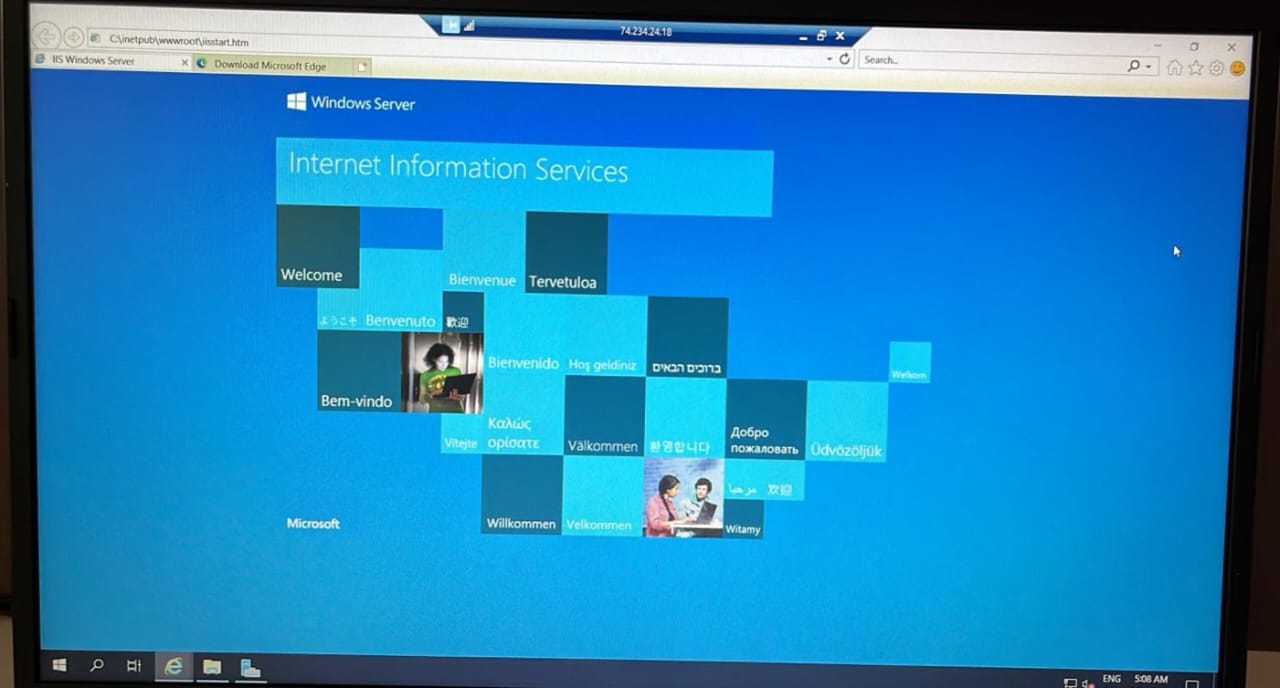 74.234.24.18
C:\inetpub\wwwroot\iisstart.htm
Search...
IIS Windows Server
Download Microsoft Edge
Windows Server
Internet Information Services
Welcome
Bienvenue
Tervetuloa
ようこそ
Benvenuto
歡迎
Bienvenido
Hoş geldiniz
ברוכים הבאים
Welkom
Bem-vindo
Vítejte
Καλώς
ορίσατε
Välkommen
환영합니다
Добро
пожаловать
Üdvözöljük
Willkommen
Velkommen
مرحبا
欢迎
Witamy
Microsoft
ENG
5:08 AM